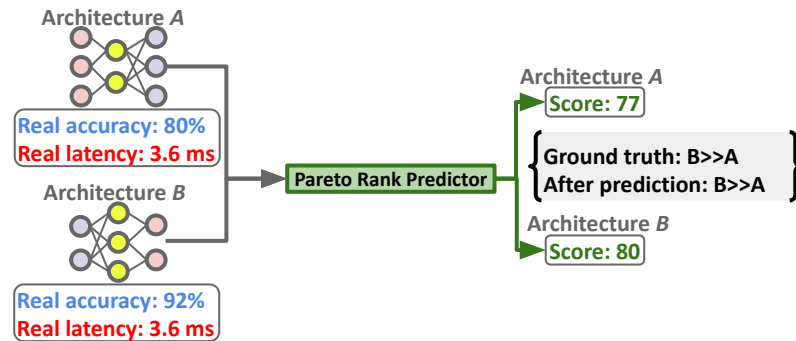 Architecture A
Real accuracy: 80%
Real latency: 3.6 ms
Architecture B
Real accuracy: 92%
Real latency: 3.6 ms
Pareto Rank Predictor
Architecture A
Score: 77
Ground truth: B>>A
After prediction: B>>A
Architecture B
Score: 80